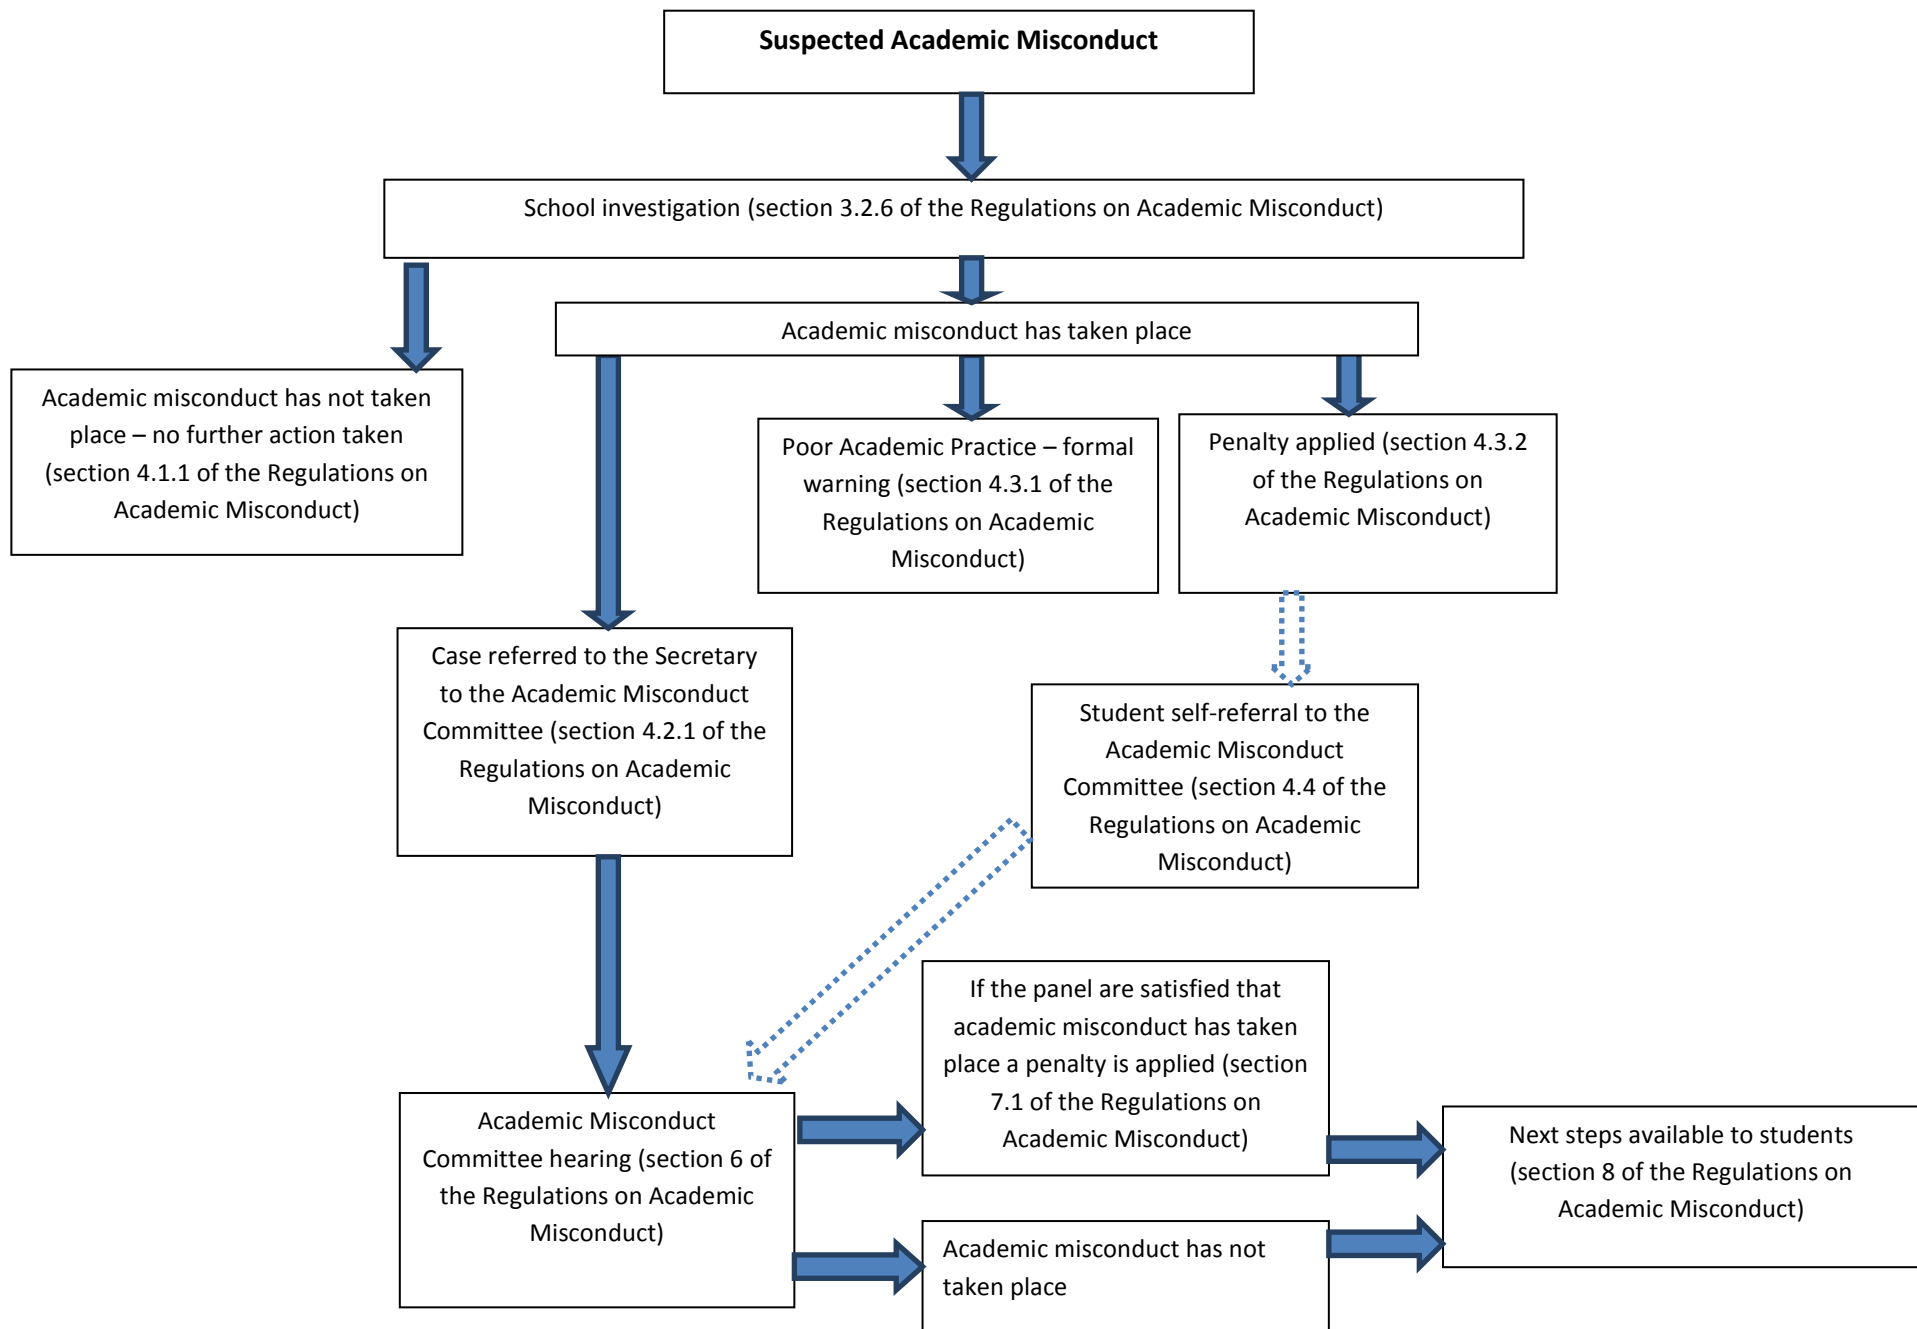 Suspected Academic Misconduct
School investigation (section 3.2.6 of the Regulations on Academic Misconduct)
Academic misconduct has taken place
Academic misconduct has not taken
place – no further action taken
(section 4.1.1 of the Regulations on
Academic Misconduct)
Poor Academic Practice – formal
warning (section 4.3.1 of the
Regulations on Academic
Misconduct)
Penalty applied (section 4.3.2
of the Regulations on
Academic Misconduct)
Case referred to the Secretary
to the Academic Misconduct
Committee (section 4.2.1 of the
Regulations on Academic
Misconduct)
Student self-referral to the
Academic Misconduct
Committee (section 4.4 of the
Regulations on Academic
Misconduct)
If the panel are satisfied that
academic misconduct has taken
place a penalty is applied (section
7.1 of the Regulations on
Academic Misconduct)
Academic Misconduct
Committee hearing (section 6 of
the Regulations on Academic
Misconduct)
Next steps available to students
(section 8 of the Regulations on
Academic Misconduct)
Academic misconduct has not
taken place